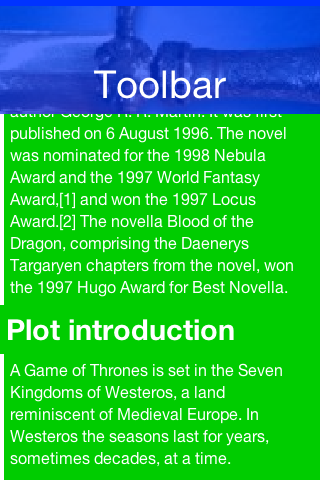 Toolbar
author George R. R. Martin. It was first
published on 6 August 1996. The novel
was nominated for the 1998 Nebula
Award and the 1997 World Fantasy
Award,[1] and won the 1997 Locus
Award.[2] The novella Blood of the
Dragon, comprising the Daenerys
Targaryen chapters from the novel, won
the 1997 Hugo Award for Best Novella.
Plot introduction
A Game of Thrones is set in the Seven
Kingdoms of Westeros, a land
reminiscent of Medieval Europe. In
Westeros the seasons last for years,
sometimes decades, at a time.